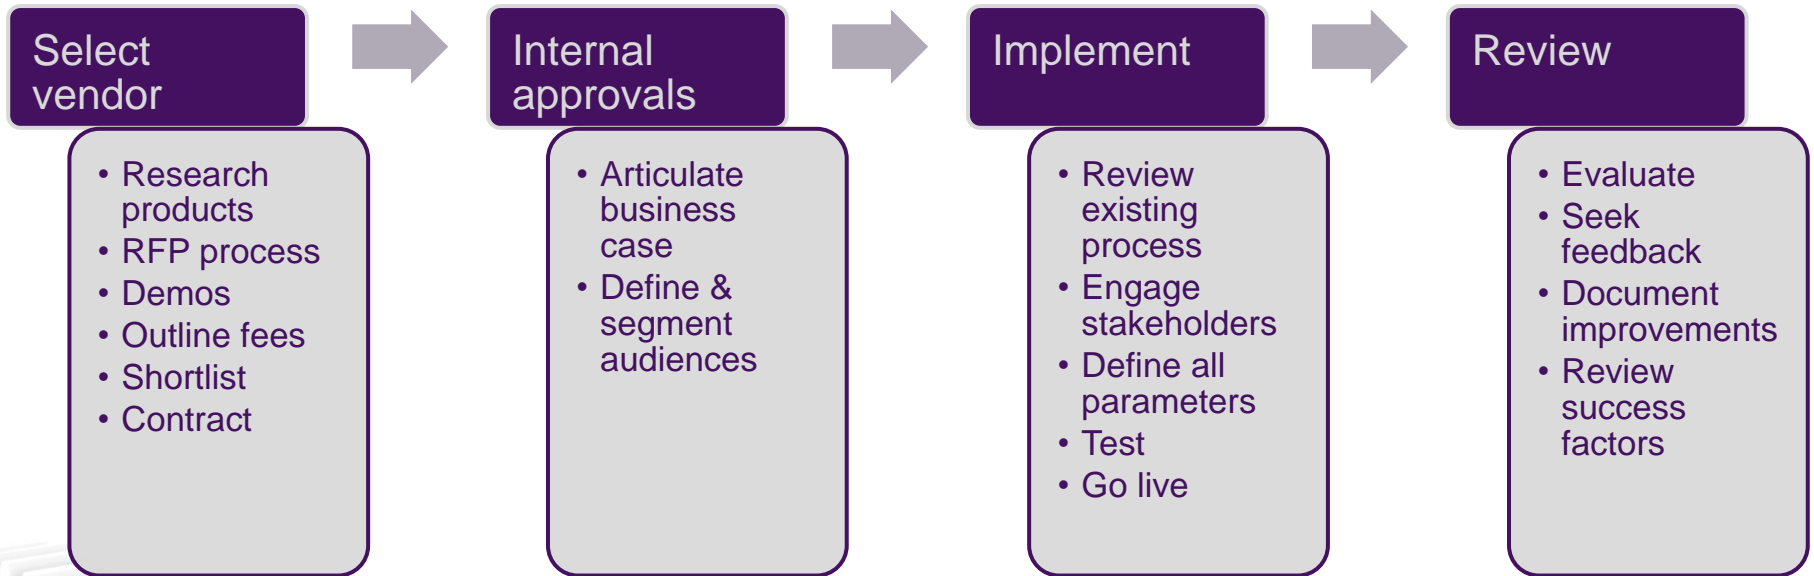 Select
vendor
• Research
products
• RFP process
• Demos
• Outline fees
• Shortlist
• Contract
Internal
approvals
• Articulate
business
case
• Define &
segment
audiences
Implement
• Review
existing
process
• Engage
stakeholders
• Define all
parameters
• Test
• Go live
Review
• Evaluate
• Seek
feedback
• Document
improvements
• Review
success
factors